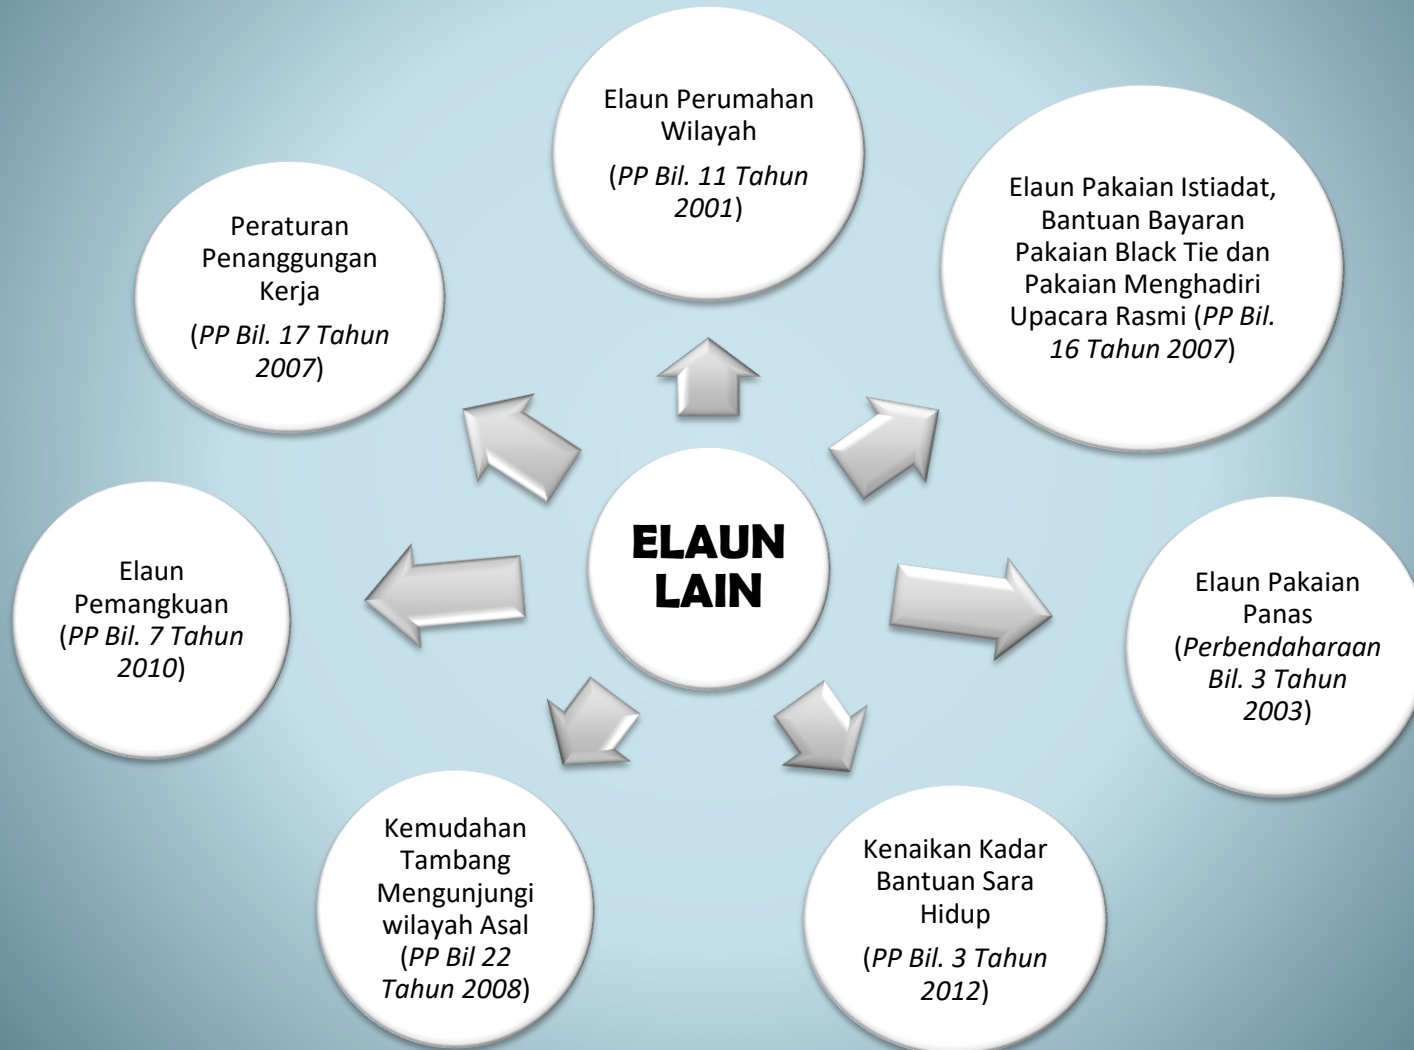 Elaun Perumahan
Wilayah
(PP Bil. 11 Tahun
2001)
Elaun Pakaian Istiadat,
Bantuan Bayaran
Pakaian Black Tie dan
Pakaian Menghadiri
Upacara Rasmi (PP Bil.
16 Tahun 2007)
Peraturan
Penanggungan
Kerja
(PP Bil. 17 Tahun
2007)
ELAUN
LAIN
Elaun
Pemangkuan
(PP Bil. 7 Tahun
2010)
Elaun Pakaian
Panas
(Perbendaharaan
Bil. 3 Tahun
2003)
Kemudahan
Tambang
Mengunjungi
wilayah Asal
(PP Bil 22
Tahun 2008)
Kenaikan Kadar
Bantuan Sara
Hidup
(PP Bil. 3 Tahun
2012)